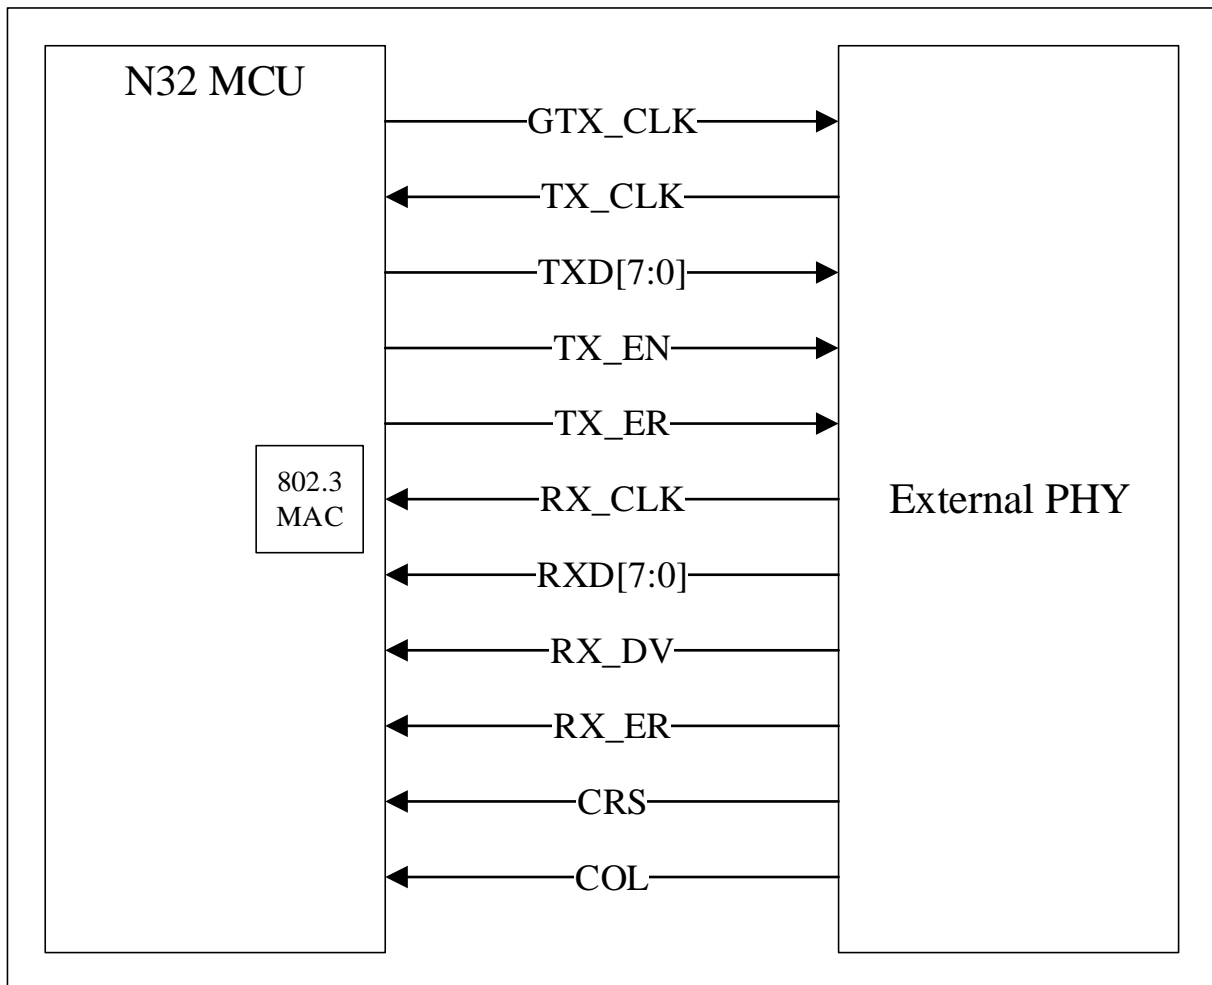 N32 MCU
GTX_CLK
TX_CLK
TXD[7:0]
TX_EN
TX_ER
802.3
MAC
RX_CLK
External PHY
RXD[7:0]
RX_DV
RX_ER
CRS
COL